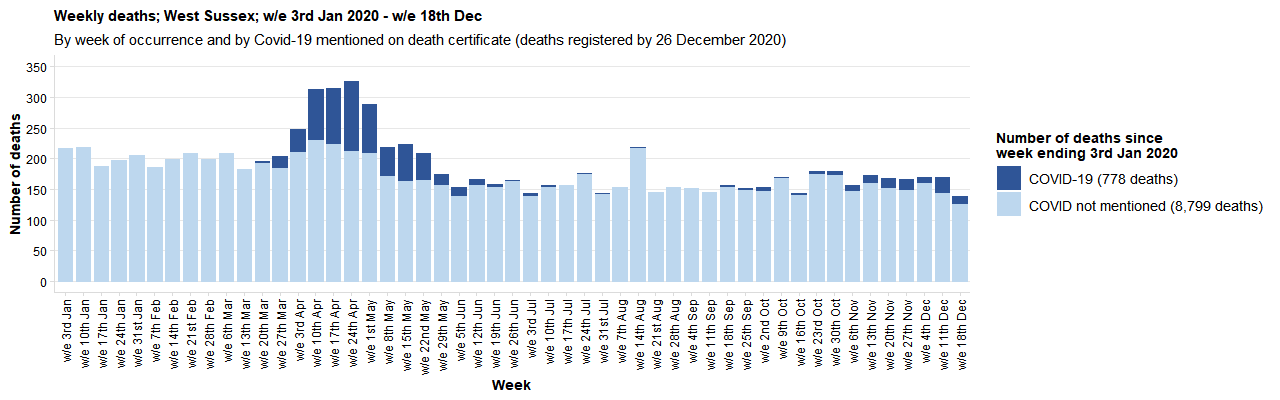 Weekly deaths; West Sussex; w/e 3rd Jan 2020 - w/e 18th Dec
By week of occurrence and by Covid-19 mentioned on death certificate (deaths registered by 26 December 2020)
Number of deaths
350
300
250
200
150
100
50
0
w/e 3rd Jan
w/e 10th Jan
w/e 17th Jan
w/e 24th Jan
w/e 31st Jan
w/e 7th Feb
w/e 14th Feb
w/e 21st Feb
w/e 28th Feb
w/e 6th Mar
w/e 13th Mar
w/e 20th Mar
w/e 27th Mar
w/e 3rd Apr
w/e 10th Apr
w/e 17th Apr
w/e 24th Apr
w/e 1st May
w/e 8th May
w/e 15th May
w/e 22nd May
w/e 29th May
w/e 5th Jun
w/e 12th Jun
w/e 19th Jun
w/e 26th Jun
w/e 3rd Jul
w/e 10th Jul
w/e 17th Jul
w/e 24th Jul
w/e 31st Jul
w/e 7th Aug
w/e 14th Aug
w/e 21st Aug
w/e 28th Aug
w/e 4th Sep
w/e 11th Sep
w/e 18th Sep
w/e 25th Sep
w/e 2nd Oct
w/e 9th Oct
w/e 16th Oct
w/e 23rd Oct
w/e 30th Oct
w/e 6th Nov
w/e 13th Nov
w/e 20th Nov
w/e 27th Nov
w/e 4th Dec
w/e 11th Dec
w/e 18th Dec
Week
Number of deaths since
week ending 3rd Jan 2020
COVID-19 (778 deaths)
COVID not mentioned (8,799 deaths)